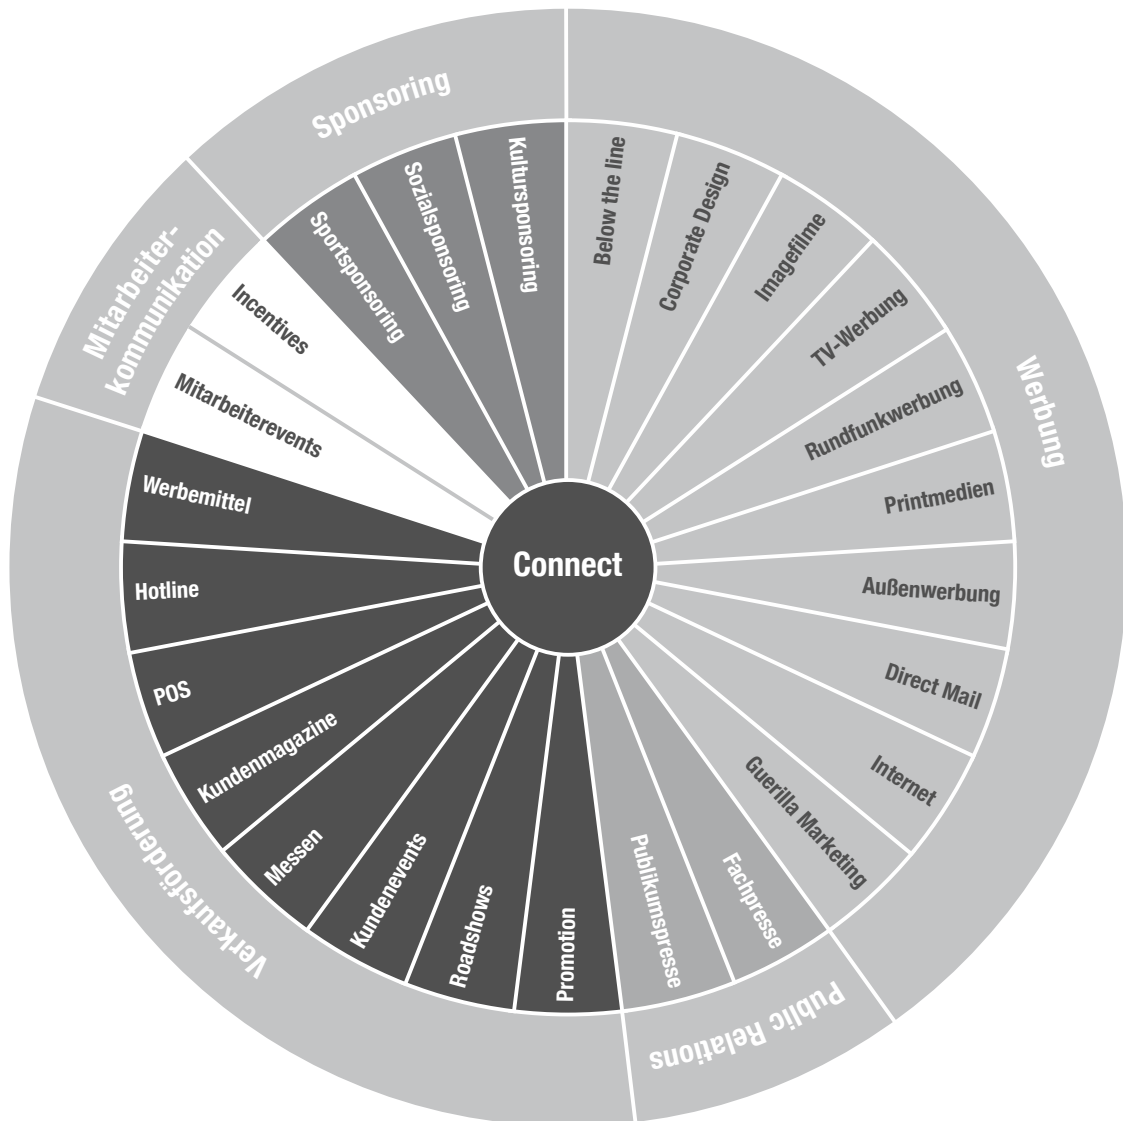 Sponsoring
Mitarbeiter-
kommunikation
Werbung
Verkaufsförderung
Public Relations
Connect
Below the line
Corporate Design
Imagefilme
TV-Werbung
Rundfunkwerbung
Printmedien
Außenwerbung
Direct Mail
Internet
Guerilla Marketing
Fachpresse
Publikumspresse
Promotion
Roadshows
Kundenevents
Messen
Kundenmagazine
POS
Hotline
Werbemittel
Mitarbeiterevents
Incentives
Sportsponsoring
Sozialsponsoring
Kultursponsoring